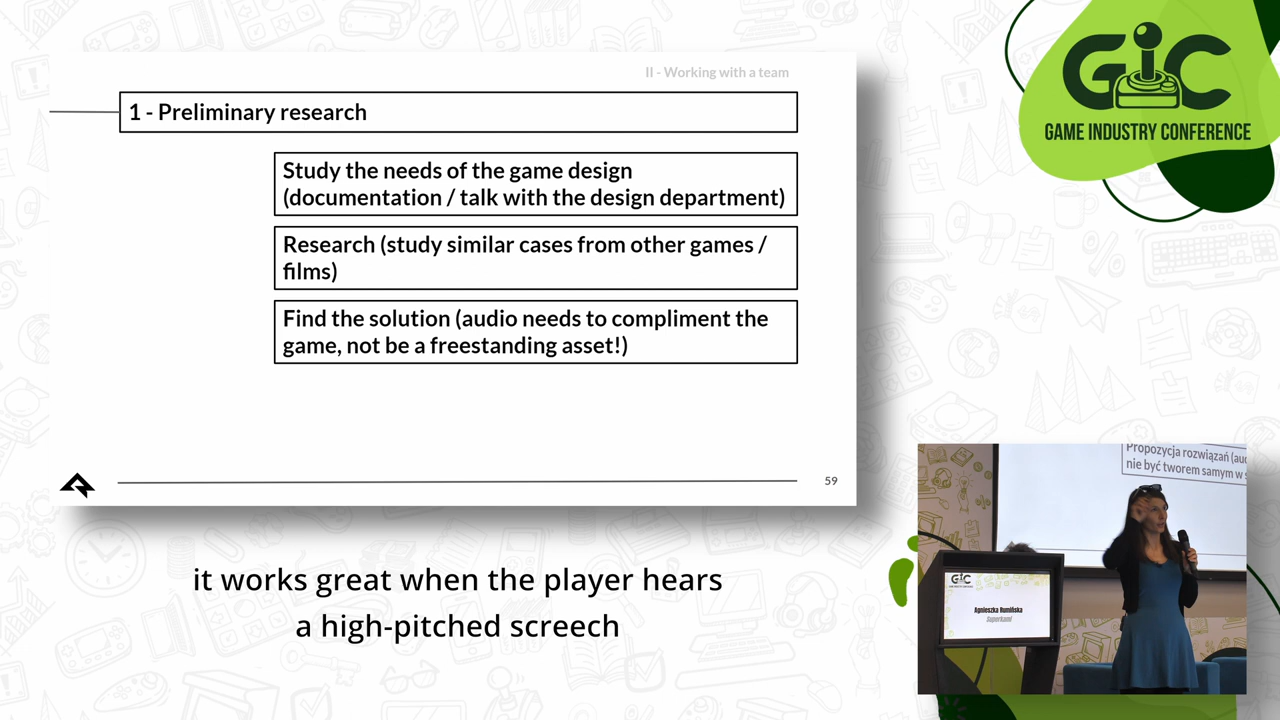 II - Working with a team
1 - Preliminary research
Study the needs of the game design
(documentation / talk with the design department)
Research (study similar cases from other games /
films)
Find the solution (audio needs to compliment the
game, not be a freestanding asset!)
59
it works great when the player hears
a high-pitched screech
GIC
GAME INDUSTRY CONFERENCE
Propozycja rozwiązań
nie być tworem samym w
GIC
Agnieszka Rumińska